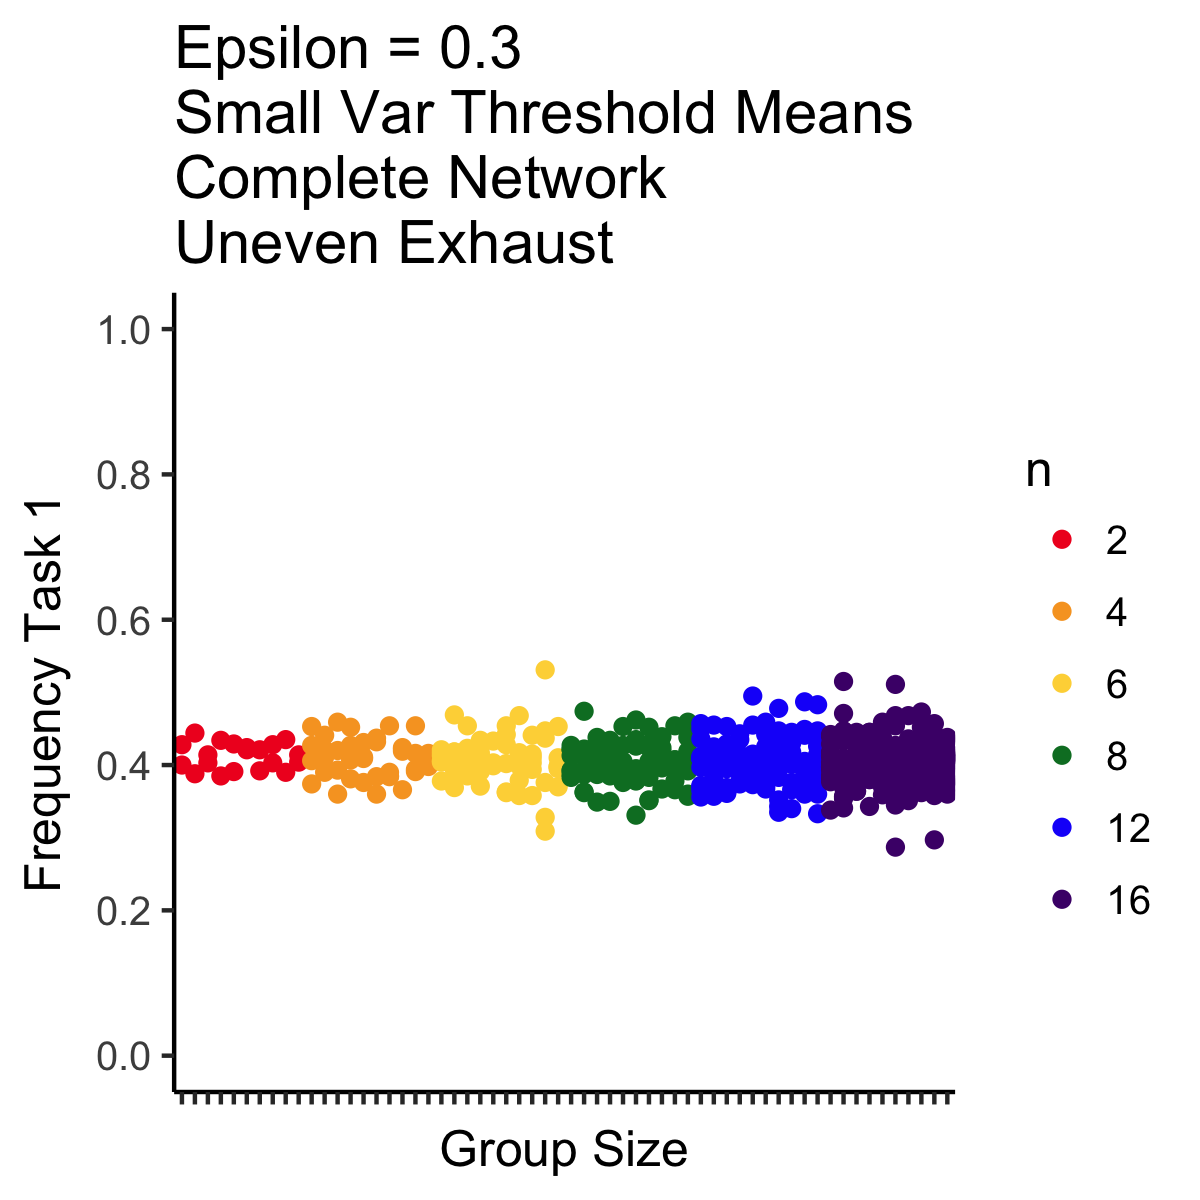 Epsilon = 0.3
Small Var Threshold Means
Complete Network
Uneven Exhaust
1.0
0.8
0.6
0.4
0.2
0.0
Frequency Task 1
Group Size
n
2
4
6
8
12
16